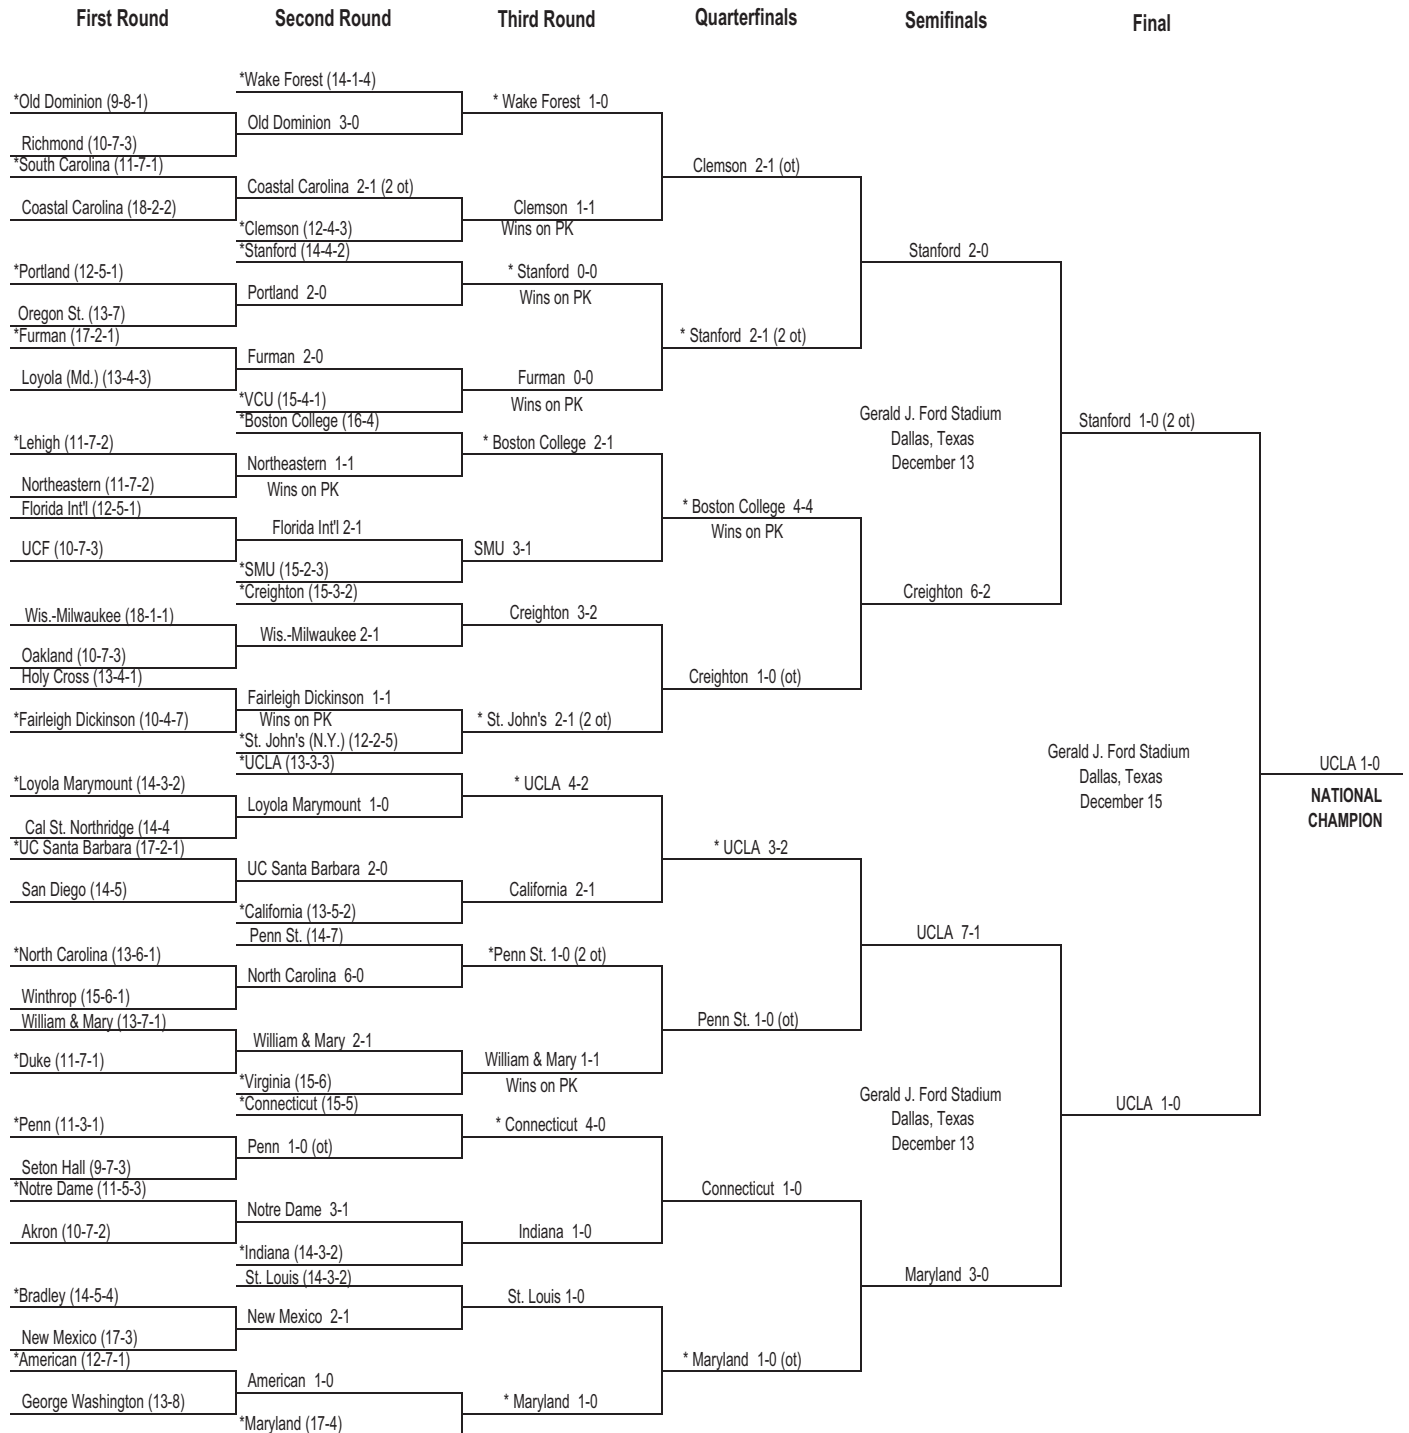 First Round
Second Round
Third Round
Quarterfinals
Semifinals
Final
*Old Dominion (9-8-1)
Richmond (10-7-3)
*South Carolina (11-7-1)
Coastal Carolina (18-2-2)
*Portland (12-5-1)
Oregon St. (13-7)
*Furman (17-2-1)
Loyola (Md.) (13-4-3)
*Lehigh (11-7-2)
Northeastern (11-7-2)
Florida Int'l (12-5-1)
UCF (10-7-3)
Wis.-Milwaukee (18-1-1)
Oakland (10-7-3)
Holy Cross (13-4-1)
*Fairleigh Dickinson (10-4-7)
*Loyola Marymount (14-3-2)
Cal St. Northridge (14-4
*UC Santa Barbara (17-2-1)
San Diego (14-5)
*North Carolina (13-6-1)
Winthrop (15-6-1)
William & Mary (13-7-1)
*Duke (11-7-1)
*Penn (11-3-1)
Seton Hall (9-7-3)
*Notre Dame (11-5-3)
Akron (10-7-2)
*Bradley (14-5-4)
New Mexico (17-3)
*American (12-7-1)
George Washington (13-8)
*Wake Forest (14-1-4)
Old Dominion 3-0
Coastal Carolina 2-1 (2 ot)
*Clemson (12-4-3)
*Stanford (14-4-2)
Portland 2-0
Furman 2-0
*VCU (15-4-1)
*Boston College (16-4)
Northeastern 1-1
Wins on PK
Florida Int'l 2-1
*SMU (15-2-3)
*Creighton (15-3-2)
Wis.-Milwaukee 2-1
Fairleigh Dickinson 1-1
Wins on PK
*St. John's (N.Y.) (12-2-5)
*UCLA (13-3-3)
Loyola Marymount 1-0
UC Santa Barbara 2-0
*California (13-5-2)
Penn St. (14-7)
North Carolina 6-0
William & Mary 2-1
*Virginia (15-6)
*Connecticut (15-5)
Penn 1-0 (ot)
Notre Dame 3-1
*Indiana (14-3-2)
St. Louis (14-3-2)
New Mexico 2-1
American 1-0
*Maryland (17-4)
* Wake Forest 1-0
Clemson 1-1
Wins on PK
* Stanford 0-0
Wins on PK
Furman 0-0
Wins on PK
* Boston College 2-1
SMU 3-1
Creighton 3-2
* St. John's 2-1 (2 ot)
* UCLA 4-2
California 2-1
*Penn St. 1-0 (2 ot)
William & Mary 1-1
Wins on PK
* Connecticut 4-0
Indiana 1-0
St. Louis 1-0
* Maryland 1-0
Clemson 2-1 (ot)
* Stanford 2-1 (2 ot)
* Boston College 4-4
Wins on PK
Creighton 1-0 (ot)
* UCLA 3-2
Penn St. 1-0 (ot)
Connecticut 1-0
* Maryland 1-0 (ot)
Stanford 2-0
Gerald J. Ford Stadium
Dallas, Texas
December 13
Creighton 6-2
UCLA 7-1
Gerald J. Ford Stadium
Dallas, Texas
December 13
Maryland 3-0
Stanford 1-0 (2 ot)
Gerald J. Ford Stadium
Dallas, Texas
December 15
UCLA 1-0
UCLA 1-0
NATIONAL
CHAMPION